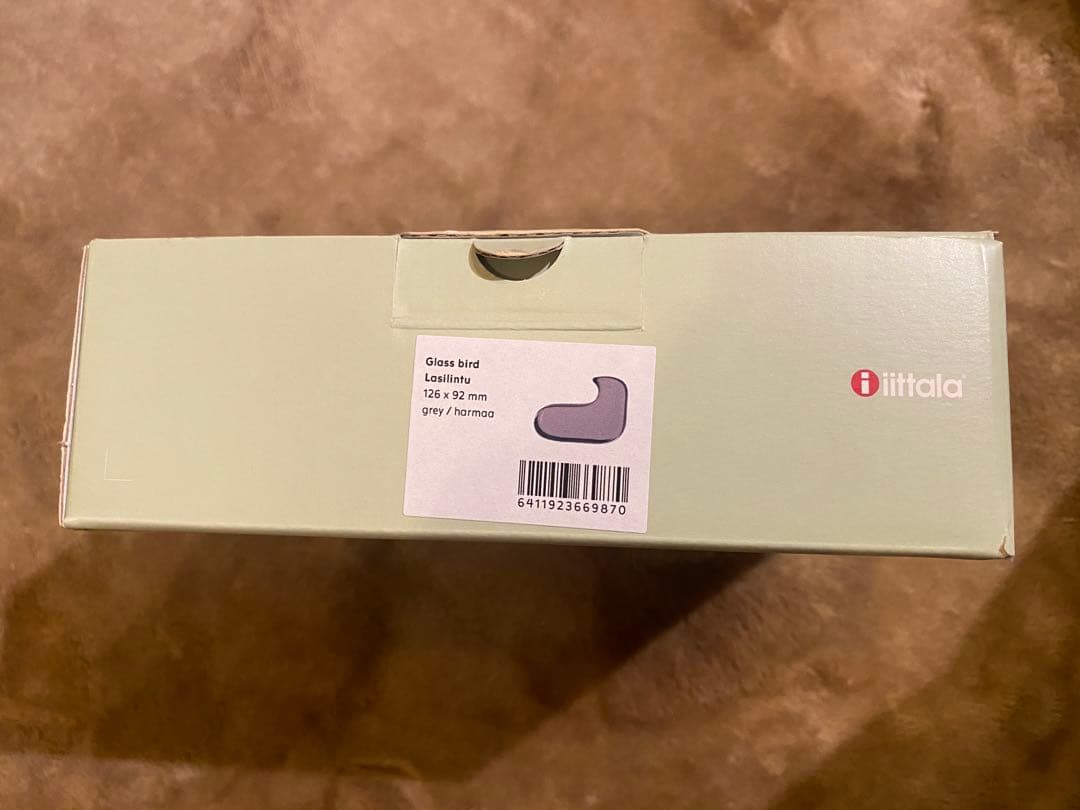 Glass bird
Lasilintu
126 x 92 mm
grey / harmaa
6411923669870
i iittala